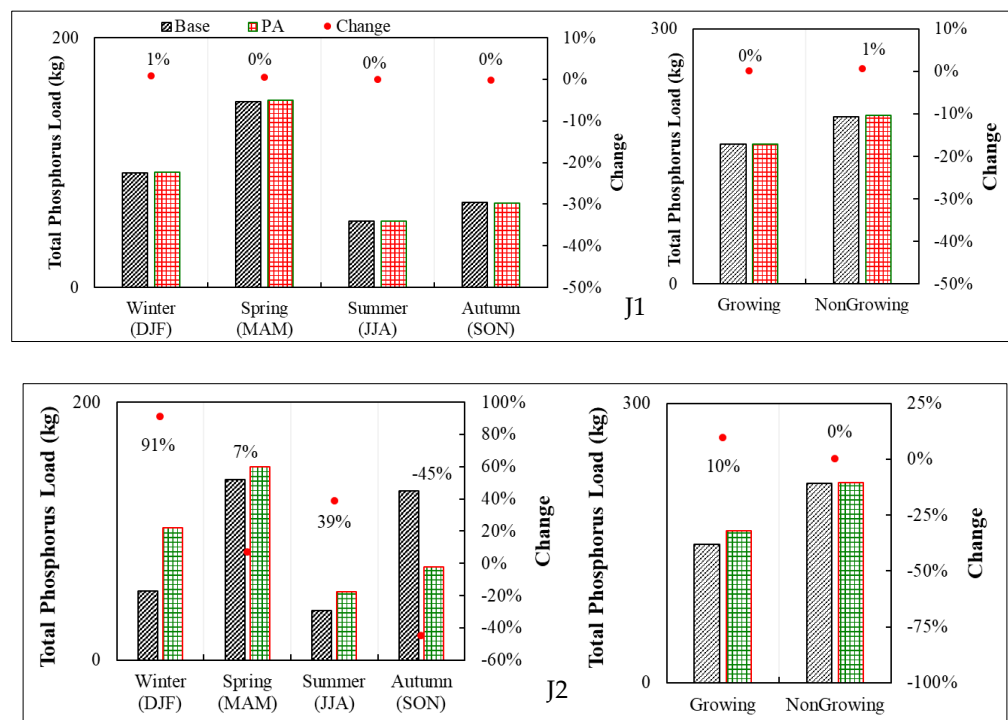 Base PA Change
Total Phosphorus Load (kg)
200
0
1%
0%
0%
0%
10%
0%
-10%
-20%
-30%
-40%
-50%
Change
Winter (DJF)
Spring (MAM)
Summer (JJA)
Autumn (SON)
J1
Total Phosphorus Load (kg)
300
0
0%
1%
10%
0%
-10%
-20%
-30%
-40%
-50%
Change
Growing
NonGrowing
Total Phosphorus Load (kg)
200
0
91%
7%
39%
-45%
100%
80%
60%
40%
20%
0%
-20%
-40%
-60%
Change
Winter (DJF)
Spring (MAM)
Summer (JJA)
Autumn (SON)
J2
Total Phosphorus Load (kg)
300
0
10%
0%
25%
0%
-25%
-50%
-75%
-100%
Change
Growing
NonGrowing